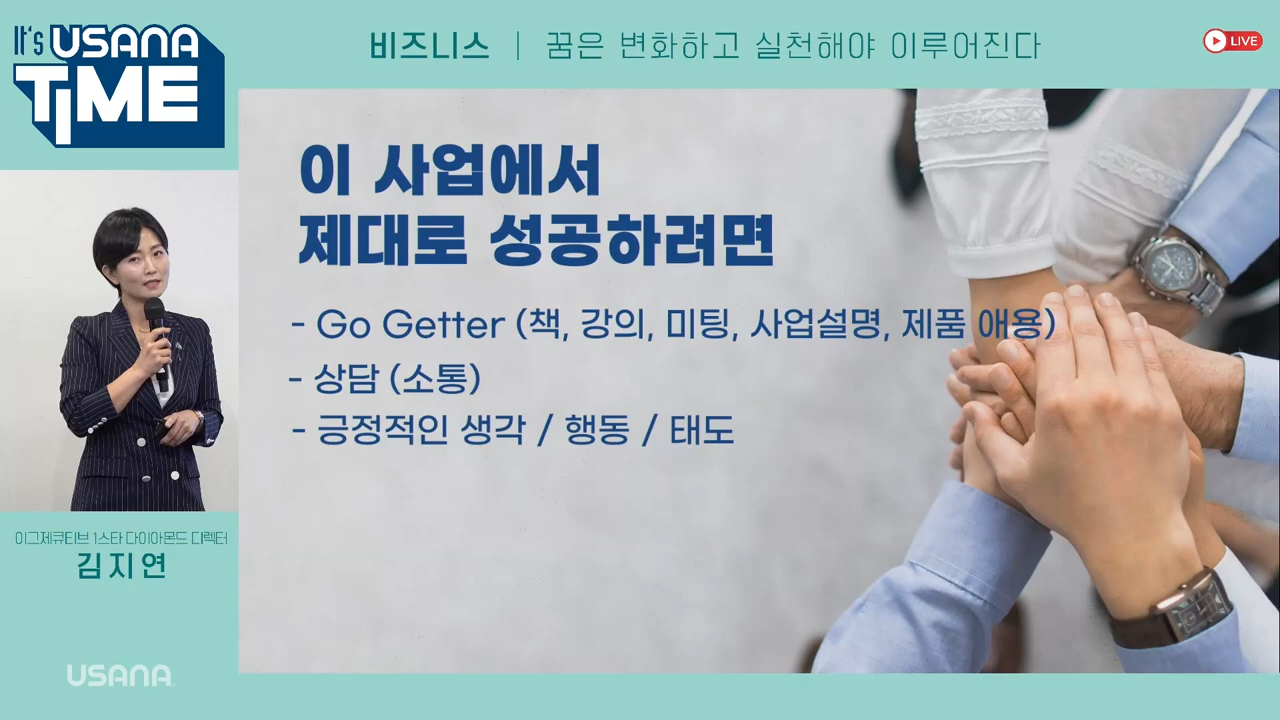 It's USANA
TIME
비즈니스 | 꿈은 변화하고 실천해야 이루어진다
LIVE
이 사업에서
제대로 성공하려면
- Go Getter (책, 강의, 미팅, 사업설명, 제품 애용)
- 상담 (소통)
- 긍정적인 생각 / 행동 / 태도
이그제큐티브 1스타 다이아몬드 디렉터
김지연
USANA